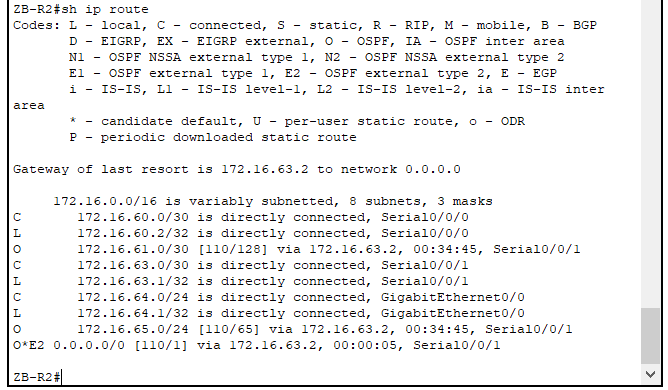 ZB-R2#sh ip route
Codes: L - local, C - connected, S - static, R - RIP, M - mobile, B - BGP
       D - EIGRP, EX - EIGRP external, O - OSPF, IA - OSPF inter area
       N1 - OSPF NSSA external type 1, N2 - OSPF NSSA external type 2
       E1 - OSPF external type 1, E2 - OSPF external type 2, E - EGP
       i - IS-IS, L1 - IS-IS level-1, L2 - IS-IS level-2, ia - IS-IS inter
area
       * - candidate default, U - per-user static route, o - ODR
       P - periodic downloaded static route
Gateway of last resort is 172.16.63.2 to network 0.0.0.0
     172.16.0.0/16 is variably subnetted, 8 subnets, 3 masks
C       172.16.60.0/30 is directly connected, Serial0/0/0
L       172.16.60.2/32 is directly connected, Serial0/0/0
O       172.16.61.0/30 [110/128] via 172.16.63.2, 00:34:45, Serial0/0/1
C       172.16.63.0/30 is directly connected, Serial0/0/1
L       172.16.63.1/32 is directly connected, Serial0/0/1
C       172.16.64.0/24 is directly connected, GigabitEthernet0/0
L       172.16.64.1/32 is directly connected, GigabitEthernet0/0
O       172.16.65.0/24 [110/65] via 172.16.63.2, 00:34:45, Serial0/0/1
O*E2 0.0.0.0/0 [110/1] via 172.16.63.2, 00:00:05, Serial0/0/1
ZB-R2#